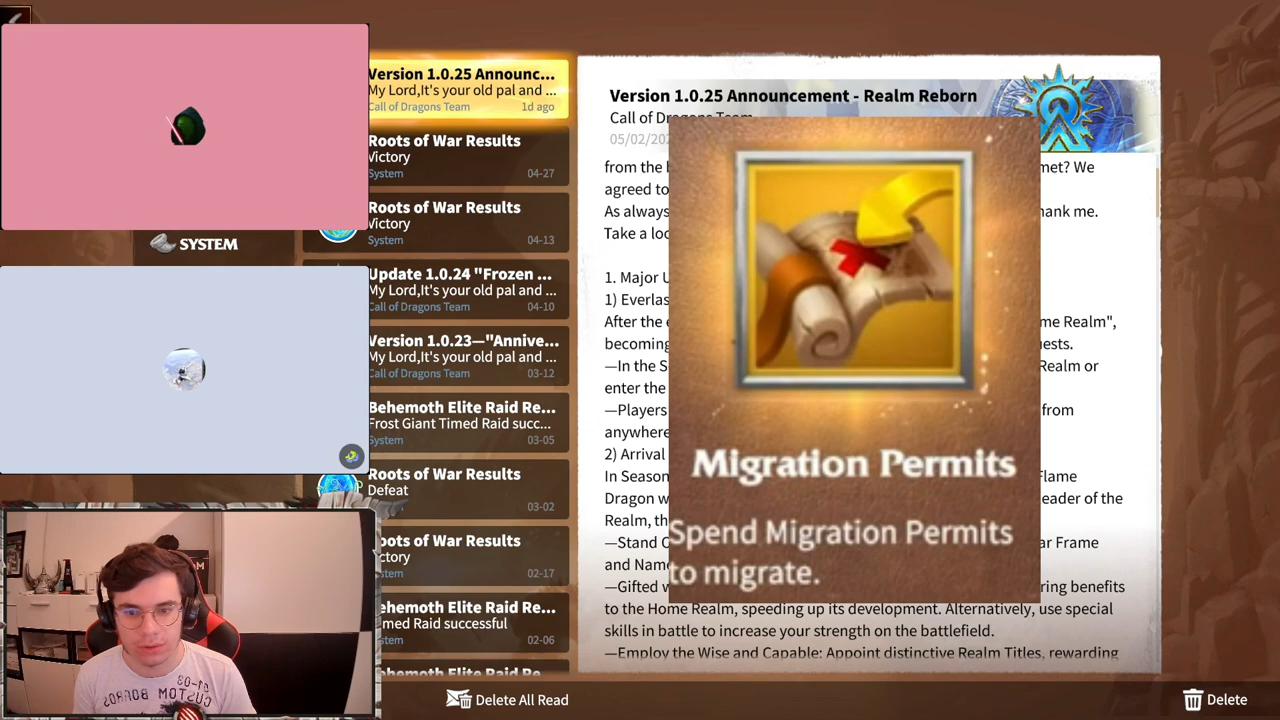 SYSTEM
Version 1.0.25 Announc...
My Lord,It's your old pal and ...
Call of Dragons Team 1d ago
Roots of War Results
Victory
System 04-27
Roots of War Results
Victory
System 04-13
Update 1.0.24 "Frozen ...
My Lord,It's your old pal and ...
Call of Dragons Team 04-10
Version 1.0.23—"Annive...
My Lord,It's your old pal and ...
Call of Dragons Team 03-12
Behemoth Elite Raid Re...
Frost Giant Timed Raid succ...
System 03-05
Roots of War Results
Defeat
03-02
oots of War Results
ctory
stem 02-17
ehemoth Elite Raid Re...
med Raid successful
stem 02-06
Behemoth Elite Raid Re...
Delete All Read
Version 1.0.25 Announcement - Realm Reborn
Call of Dragons Team
05/02/202
from the met? We
agreed to
As always hank me.
Take a loo
1. Major U
1) Everlas
After the me Realm",
becoming ests.
—In the S Realm or
enter the
—Players from
anywhere
2) Arrival
In Season Flame
Dragon w eader of the
Realm, th
—Stand O ar Frame
and Name
—Gifted w ring benefits
to the Home Realm, speeding up its development. Alternatively, use special
skills in battle to increase your strength on the battlefield.
—Employ the Wise and Capable: Appoint distinctive Realm Titles, rewarding
Migration Permits
Spend Migration Permits
to migrate.
Delete